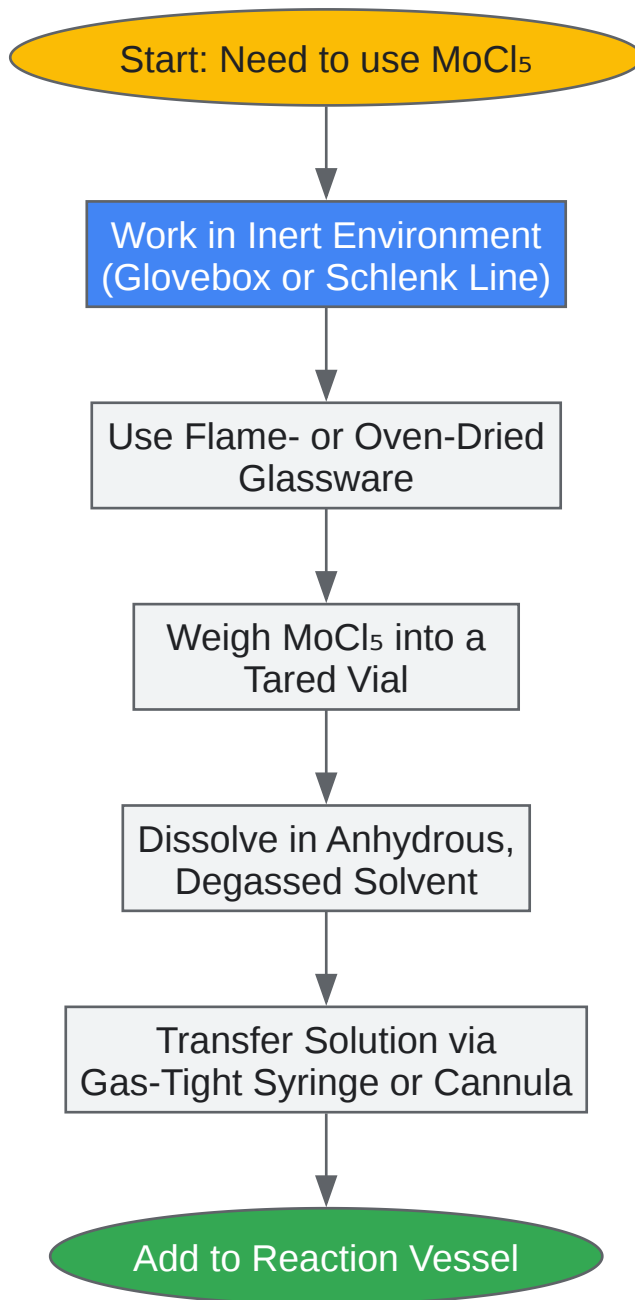 Start: Need to use MoCl₅
Work in Inert Environment
(Glovebox or Schlenk Line)
Use Flame- or Oven-Dried
Glassware
Weigh MoCl₅ into a
Tared Vial
Dissolve in Anhydrous,
Degassed Solvent
Transfer Solution via
Gas-Tight Syringe or Cannula
Add to Reaction Vessel